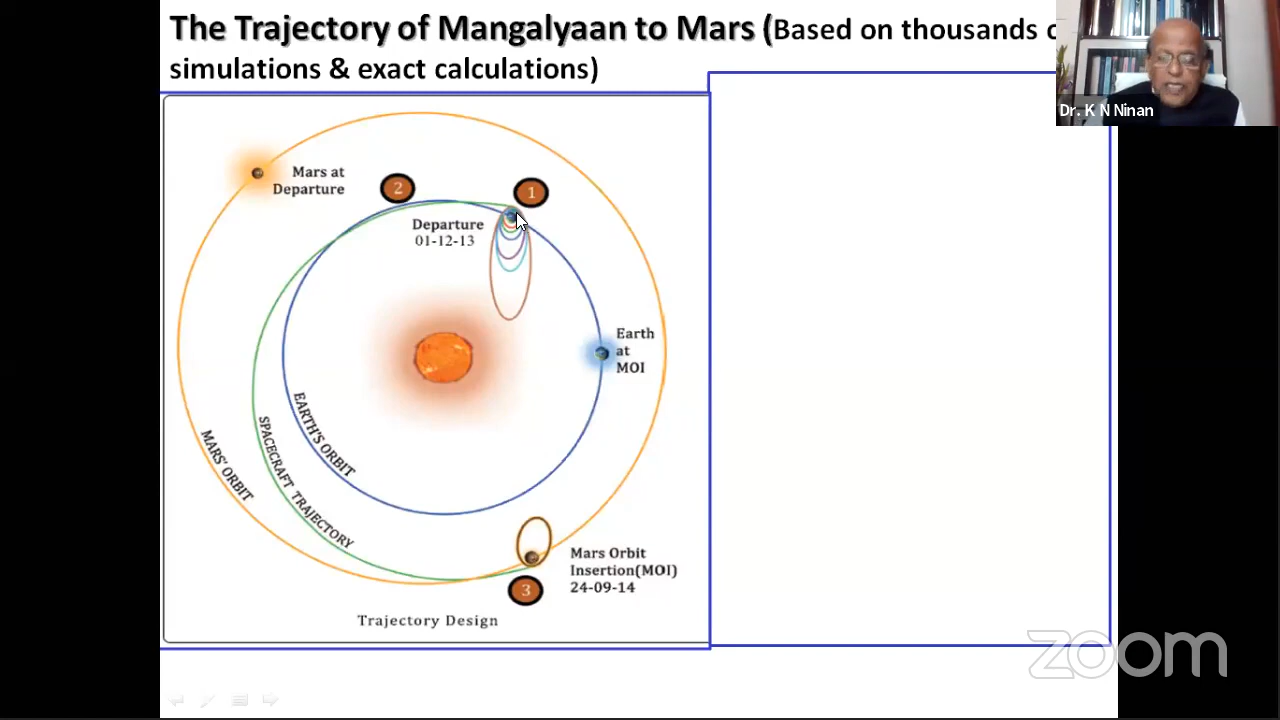 The Trajectory of Mangalyaan to Mars (Based on thousands
simulations & exact calculations)
Dr. K N Ninan
Mars at
Departure
2
1
Departure
01-12-13
Earth
at
MOI
EARTH'S ORBIT
SPACECRAFT TRAJECTORY
MARS' ORBIT
Mars Orbit
Insertion(MOI)
24-09-14
3
Trajectory Design
zoom